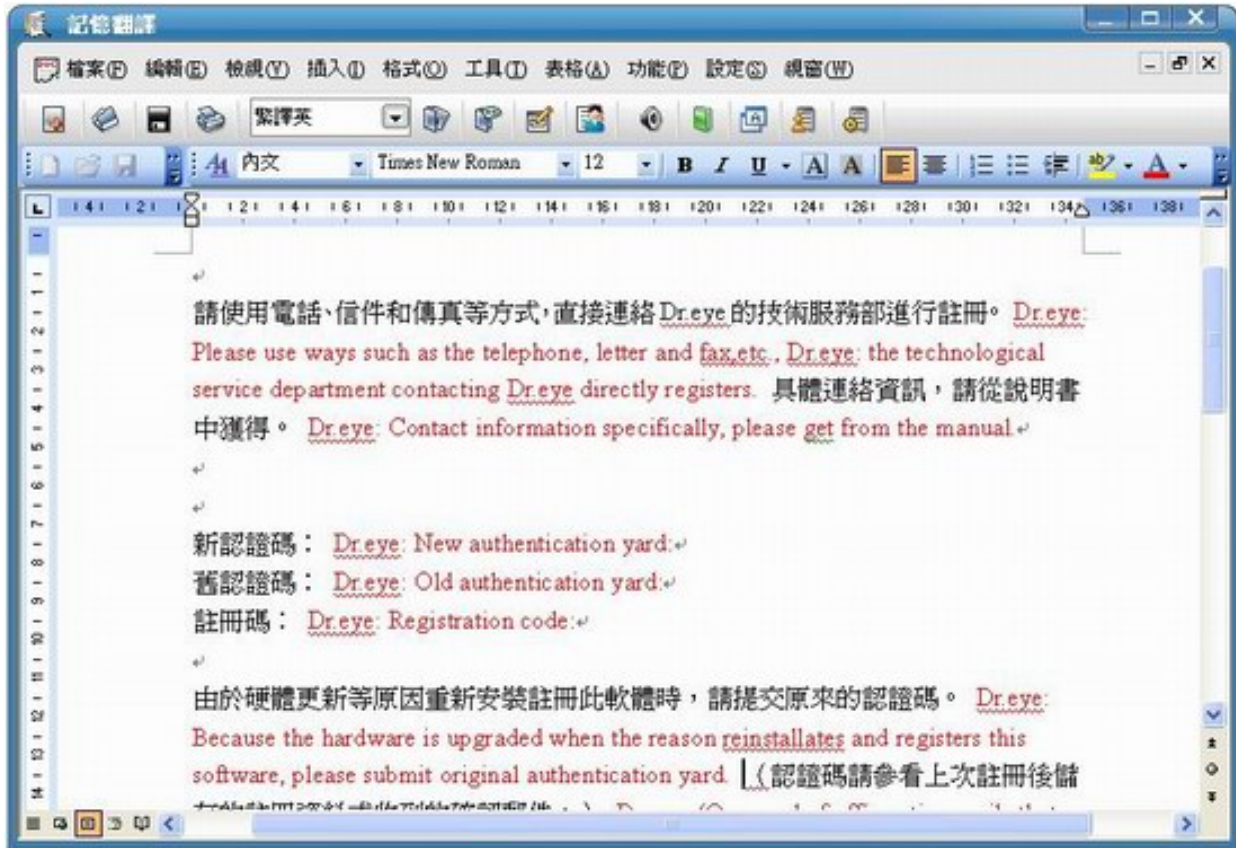 記憶翻譯
檔案(F) 編輯(E) 檢視(Y) 插入(I) 格式(O) 工具(T) 表格(A) 功能(P) 設定(S) 視窗(W)
繁譯英
內文 Times New Roman 12 B I U A A A
請使用電話、信件和傳真等方式,直接連絡Dr.eye的技術服務部進行註冊。 Dr.eye:
Please use ways such as the telephone, letter and fax,etc., Dr.eye: the technological
service department contacting Dr.eye directly registers. 具體連絡資訊,請從說明書
中獲得。 Dr.eye: Contact information specifically, please get from the manual
新認證碼: Dr.eye: New authentication yard:
舊認證碼: Dr.eye: Old authentication yard:
註冊碼: Dr.eye: Registration code:
由於硬體更新等原因重新安裝註冊此軟體時,請提交原來的認證碼。 Dr.eye:
Because the hardware is upgraded when the reason reinstallates and registers this
software, please submit original authentication yard. (認證碼請參看上次註冊後儲